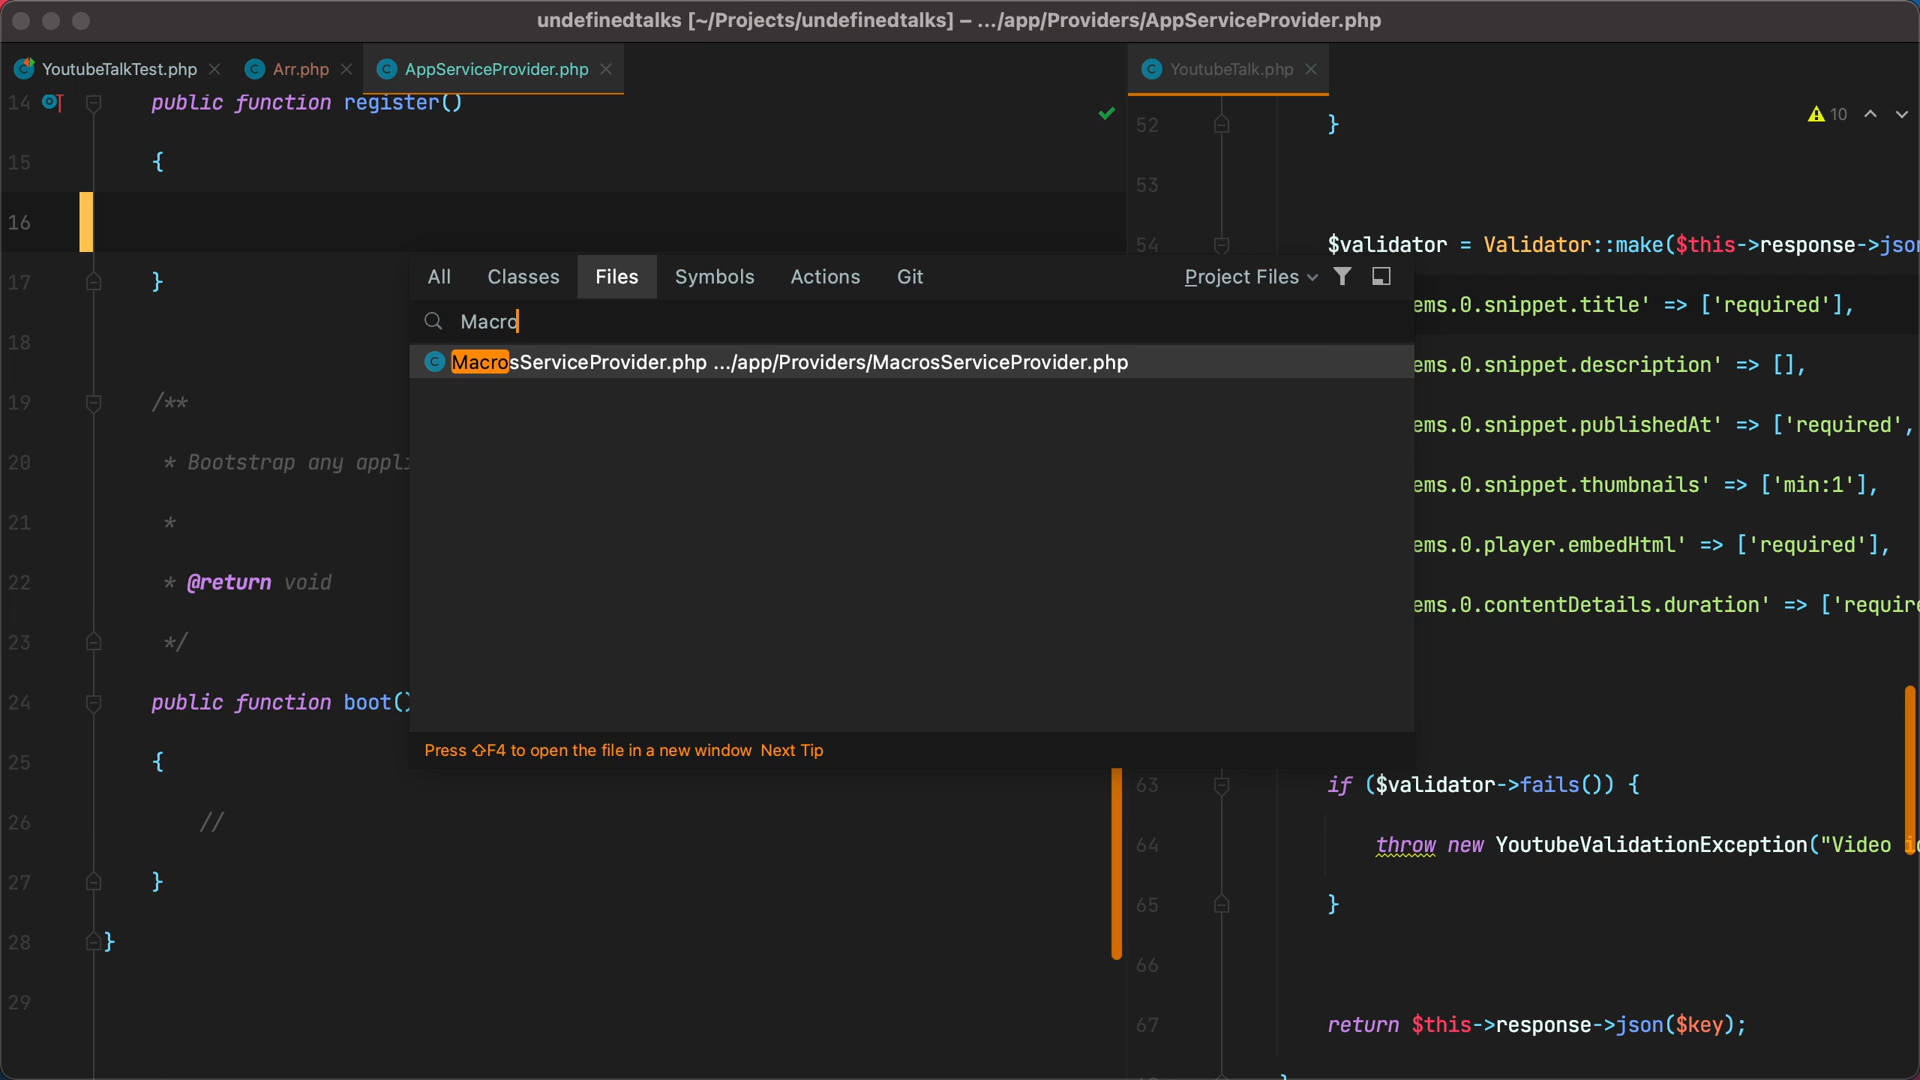 undefinedtalks [~/Projects/undefinedtalks] – .../app/Providers/AppServiceProvider.php
YoutubeTalkTest.php
Arr.php
AppServiceProvider.php
14 public function register()
15 {
16
17 }
18
19 /**
20 * Bootstrap any appli
21 *
22 * @return void
23 */
24 public function boot()
25 {
26 //
27 }
28 }
29
All Classes Files Symbols Actions Git Project Files
Macro
MacrosServiceProvider.php .../app/Providers/MacrosServiceProvider.php
Press ⇧F4 to open the file in a new window Next Tip
YoutubeTalk.php
10
52 }
53
54 $validator = Validator::make($this->response->json
ems.0.snippet.title' => ['required'],
ems.0.snippet.description' => [],
ems.0.snippet.publishedAt' => ['required',
ems.0.snippet.thumbnails' => ['min:1'],
ems.0.player.embedHtml' => ['required'],
ems.0.contentDetails.duration' => ['require
63 if ($validator->fails()) {
64 throw new YoutubeValidationException("Video
65 }
66
67 return $this->response->json($key);